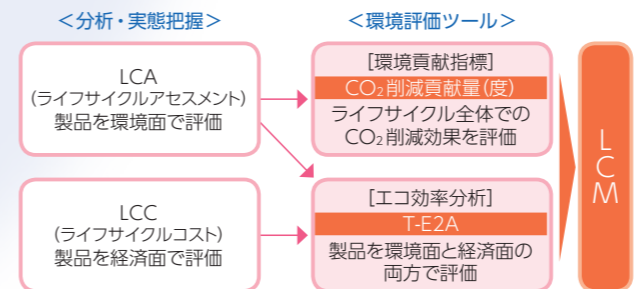 ＜分析・実態把握＞
＜環境評価ツール＞
LCA
(ライフサイクルアセスメント)
製品を環境面で評価
[環境貢献指標]
CO₂削減貢献量(度)
ライフサイクル全体での
CO₂削減効果を評価
LCC
(ライフサイクルコスト)
製品を経済面で評価
[エコ効率分析]
T-E2A
製品を環境面と経済面の
両方で評価
LCM